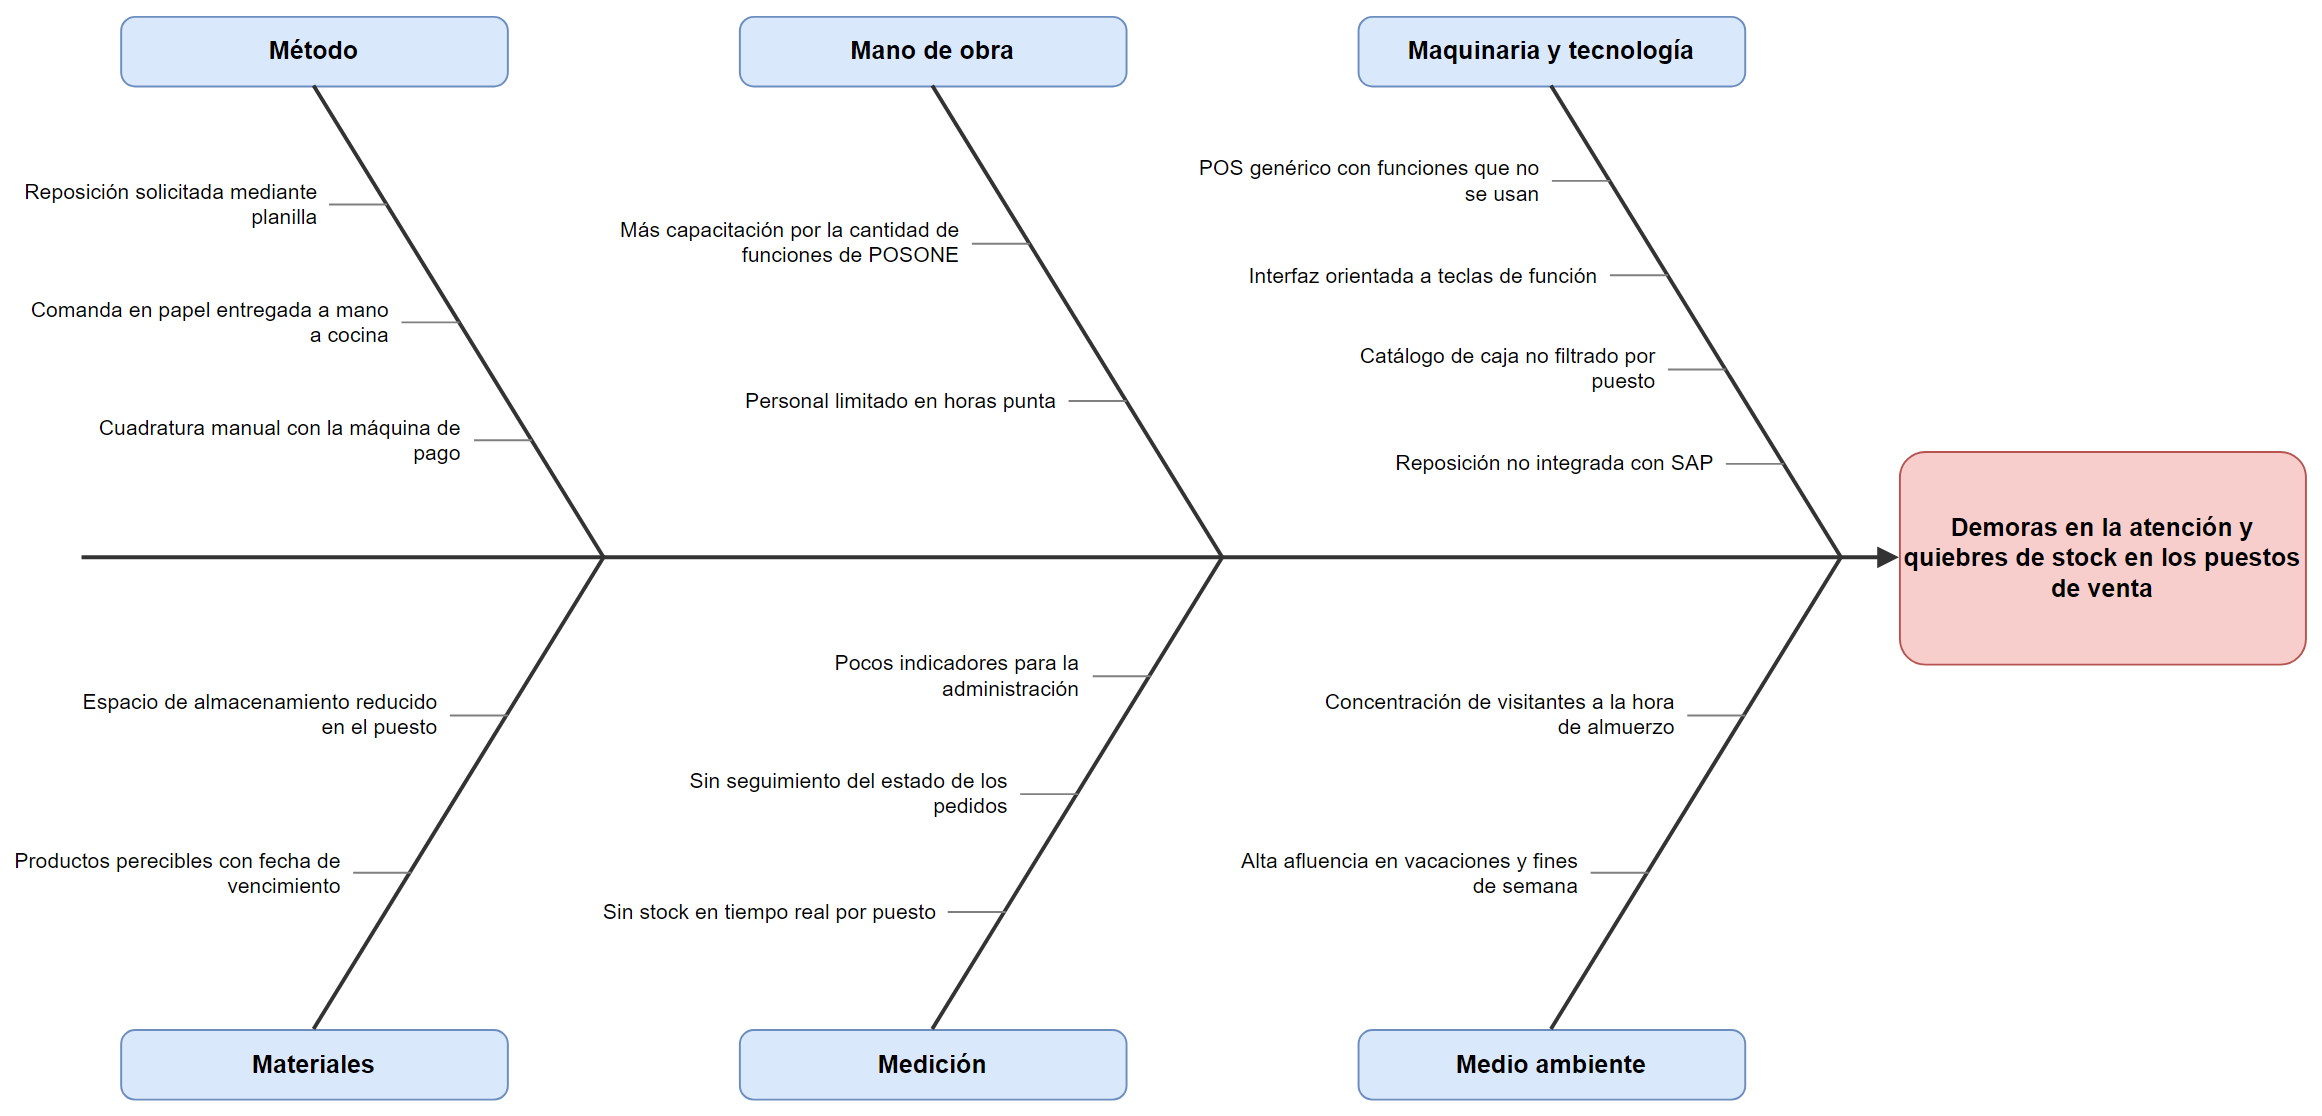 Método
Mano de obra
Maquinaria y tecnología
Reposición solicitada mediante
planilla
Comanda en papel entregada a mano
a cocina
Cuadratura manual con la máquina de
pago
Más capacitación por la cantidad de
funciones de POSONE
Personal limitado en horas punta
POS genérico con funciones que no
se usan
Interfaz orientada a teclas de función
Catálogo de caja no filtrado por
puesto
Reposición no integrada con SAP
Demoras en la atención y
quiebres de stock en los puestos
de venta
Espacio de almacenamiento reducido
en el puesto
Productos perecibles con fecha de
vencimiento
Pocos indicadores para la
administración
Sin seguimiento del estado de los
pedidos
Sin stock en tiempo real por puesto
Concentración de visitantes a la hora
de almuerzo
Alta afluencia en vacaciones y fines
de semana
Materiales
Medición
Medio ambiente